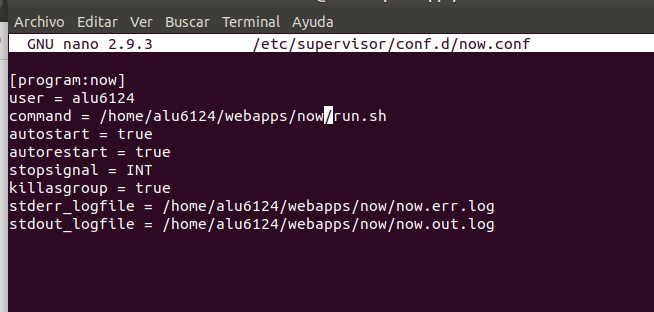 Archivo Editar Ver Buscar Terminal Ayuda
GNU nano 2.9.3 /etc/supervisor/conf.d/now.conf
[program:now]
user = alu6124
command = /home/alu6124/webapps/now/run.sh
autostart = true
autorestart = true
stopsignal = INT
killasgroup = true
stderr_logfile = /home/alu6124/webapps/now/now.err.log
stdout_logfile = /home/alu6124/webapps/now/now.out.log